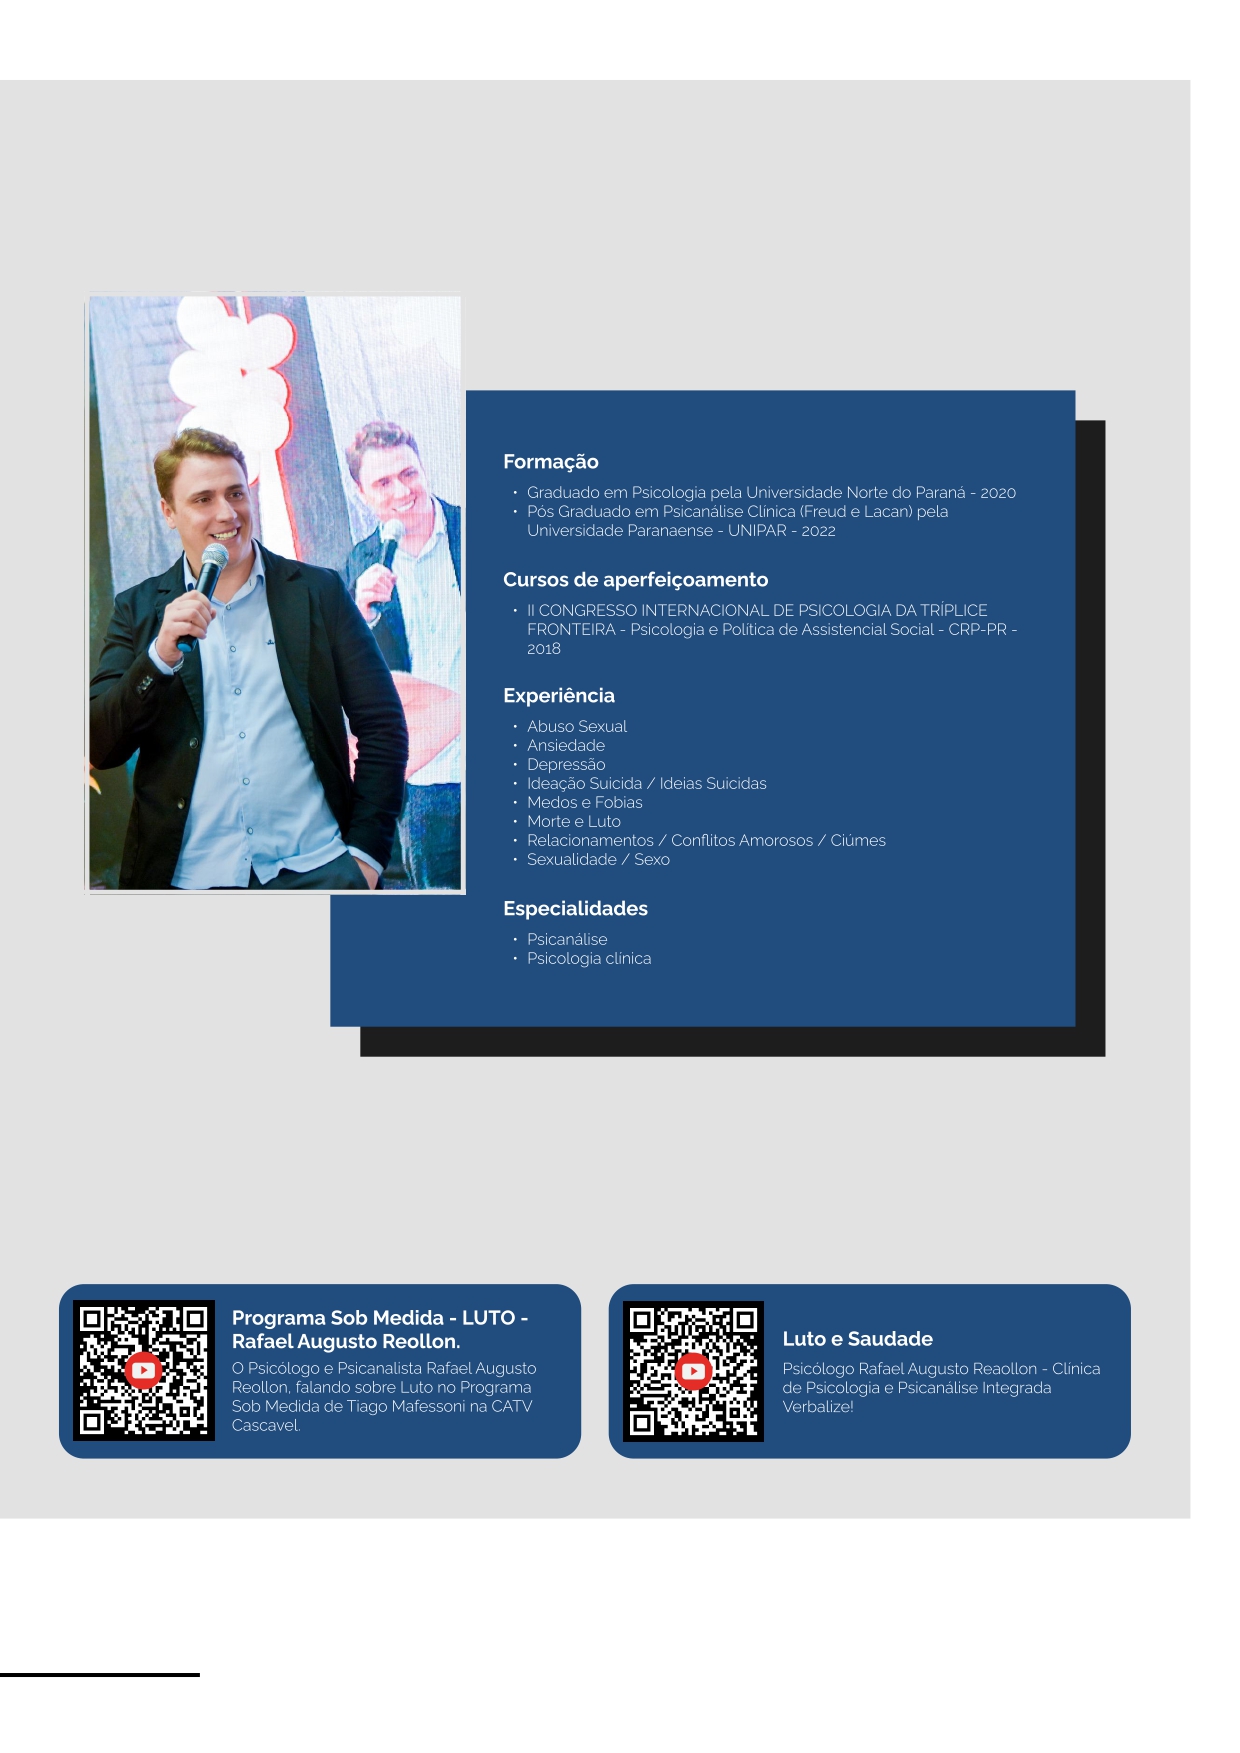 Formação
• Graduado em Psicologia pela Universidade Norte do Paraná - 2020
• Pós Graduado em Psicanálise Clínica (Freud e Lacan) pela
Universidade Paranaense - UNIPAR - 2022
Cursos de aperfeiçoamento
• II CONGRESSO INTERNACIONAL DE PSICOLOGIA DA TRÍPLICE
FRONTEIRA - Psicologia e Política de Assistencial Social - CRP-PR -
2018
Experiência
• Abuso Sexual
• Ansiedade
• Depressão
• Ideação Suicida / Ideias Suicidas
• Medos e Fobias
• Morte e Luto
• Relacionamentos / Conflitos Amorosos / Ciúmes
• Sexualidade / Sexo
Especialidades
• Psicanálise
• Psicologia clínica
Programa Sob Medida - LUTO -
Rafael Augusto Reollon.
O Psicólogo e Psicanalista Rafael Augusto
Reollon, falando sobre Luto no Programa
Sob Medida de Tiago Mafessoni na CATV
Cascavel.
Luto e Saudade
Psicólogo Rafael Augusto Reaollon - Clínica
de Psicologia e Psicanálise Integrada
Verbalize!